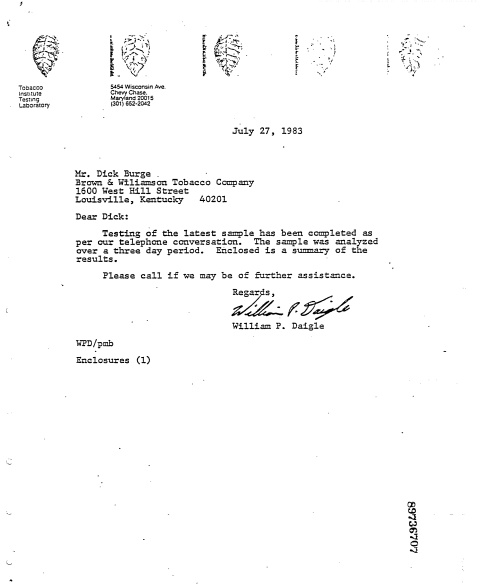 Tobacco
Institute
Testing
Laboratory
5454 Wisconsin Ave.
Chevy Chase,
Maryland 20015
(301) 652-2042
July 27, 1983
Mr. Dick Burge
Brown & Wiliamson Tobacco Company
1600 West Hill Street
Louisville, Kentucky 40201
Dear Dick:
Testing of the latest sample has been completed as
per our telephone conversation. The sample was analyzed
over a three day period. Enclosed is a summary of the
results.
Please call if we may be of further assistance.
Regards,
William P. Daigle
William P. Daigle
WPD/pmb
Enclosures (1)
89736707